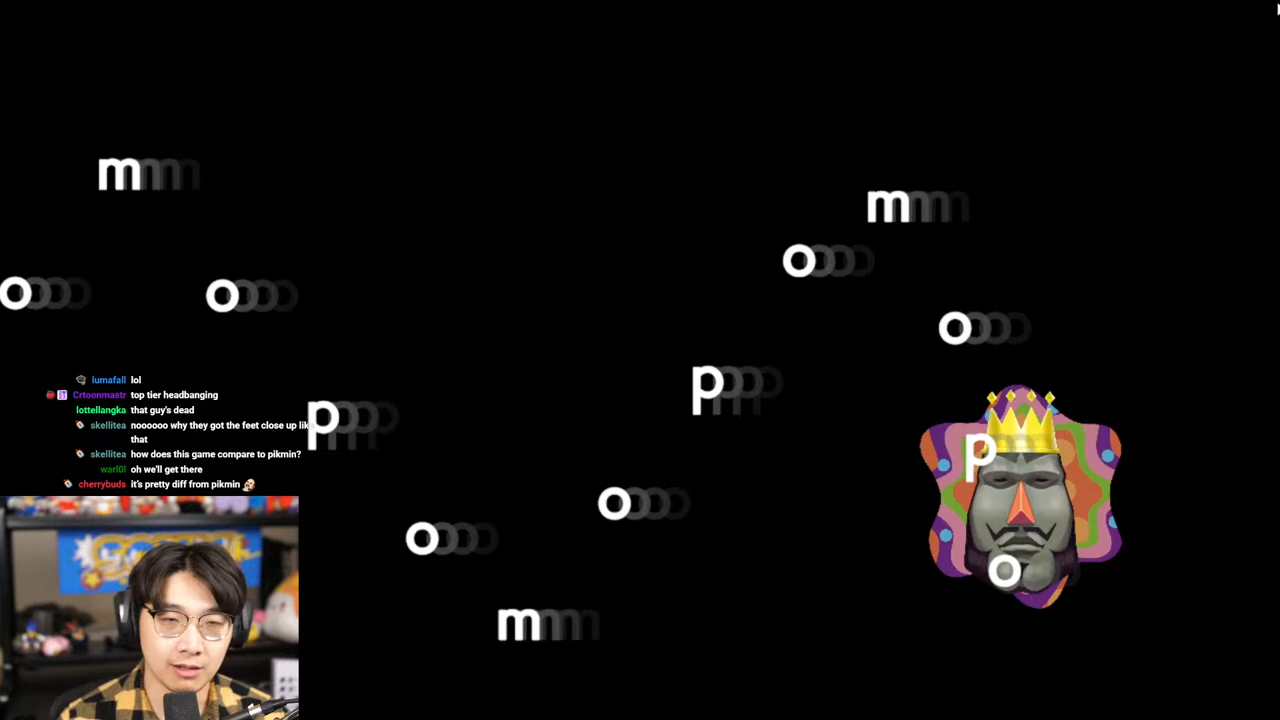 m
m
o
o
o
o
p
p
p
o
o
o
m
lumafall lol
Crtoonmastr top tier headbanging
lottellangka that guy's dead
skellitea noooooo why they got the feet close up lik
that
skellitea how does this game compare to pikmin?
warl0l oh we'll get there
cherrybuds it's pretty diff from pikmin